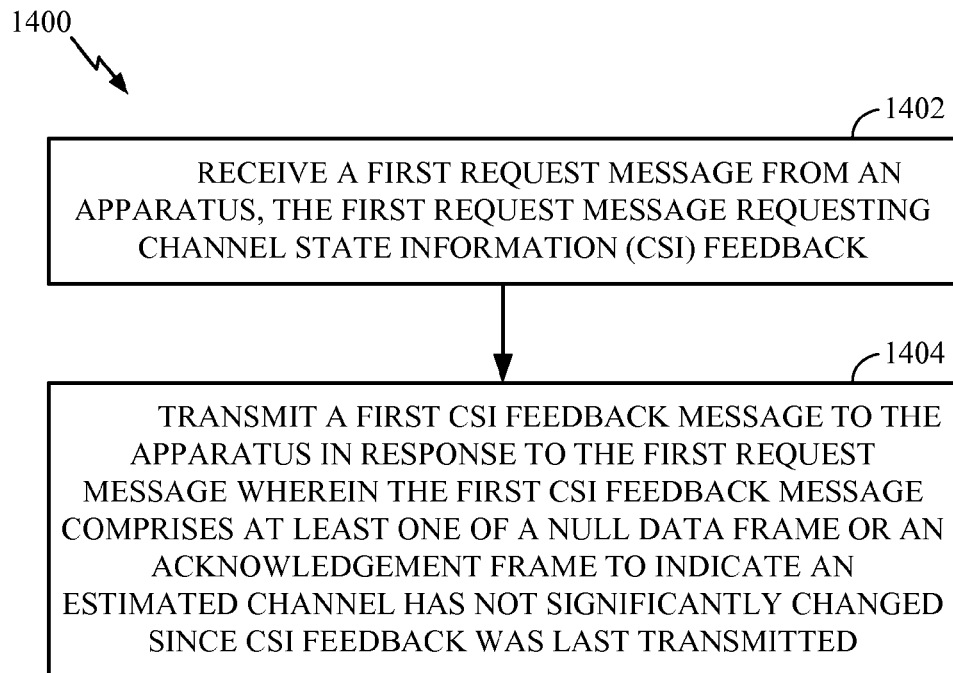 1400
1402
RECEIVE A FIRST REQUEST MESSAGE FROM AN
APPARATUS, THE FIRST REQUEST MESSAGE REQUESTING
CHANNEL STATE INFORMATION (CSI) FEEDBACK
1404
TRANSMIT A FIRST CSI FEEDBACK MESSAGE TO THE
APPARATUS IN RESPONSE TO THE FIRST REQUEST
MESSAGE WHEREIN THE FIRST CSI FEEDBACK MESSAGE
COMPRISES AT LEAST ONE OF A NULL DATA FRAME OR AN
ACKNOWLEDGEMENT FRAME TO INDICATE AN
ESTIMATED CHANNEL HAS NOT SIGNIFICANTLY CHANGED
SINCE CSI FEEDBACK WAS LAST TRANSMITTED